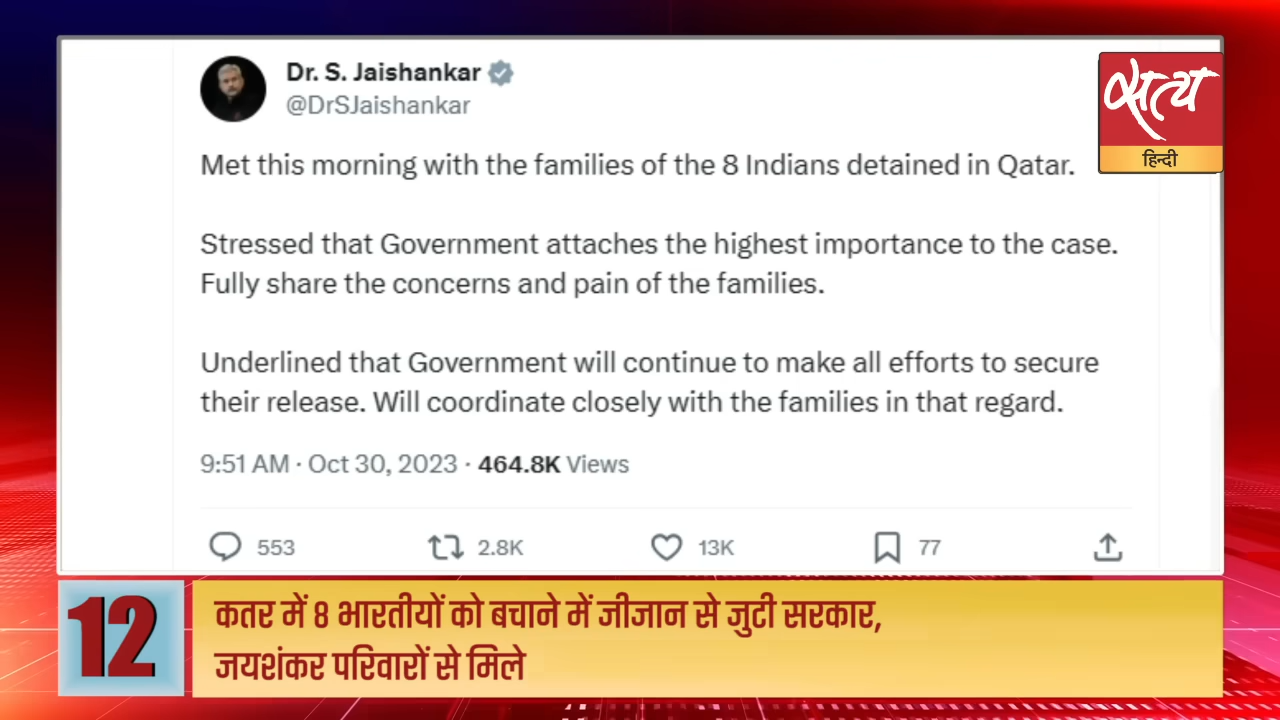 Dr. S. Jaishankar
@DrSJaishankar
सत्य
हिन्दी
Met this morning with the families of the 8 Indians detained in Qatar.
Stressed that Government attaches the highest importance to the case.
Fully share the concerns and pain of the families.
Underlined that Government will continue to make all efforts to secure
their release. Will coordinate closely with the families in that regard.
9:51 AM · Oct 30, 2023 · 464.8K Views
553 2.8K 13K 77
12
कतर में 8 भारतीयों को बचाने में जीजान से जुटी सरकार,
जयशंकर परिवारों से मिले